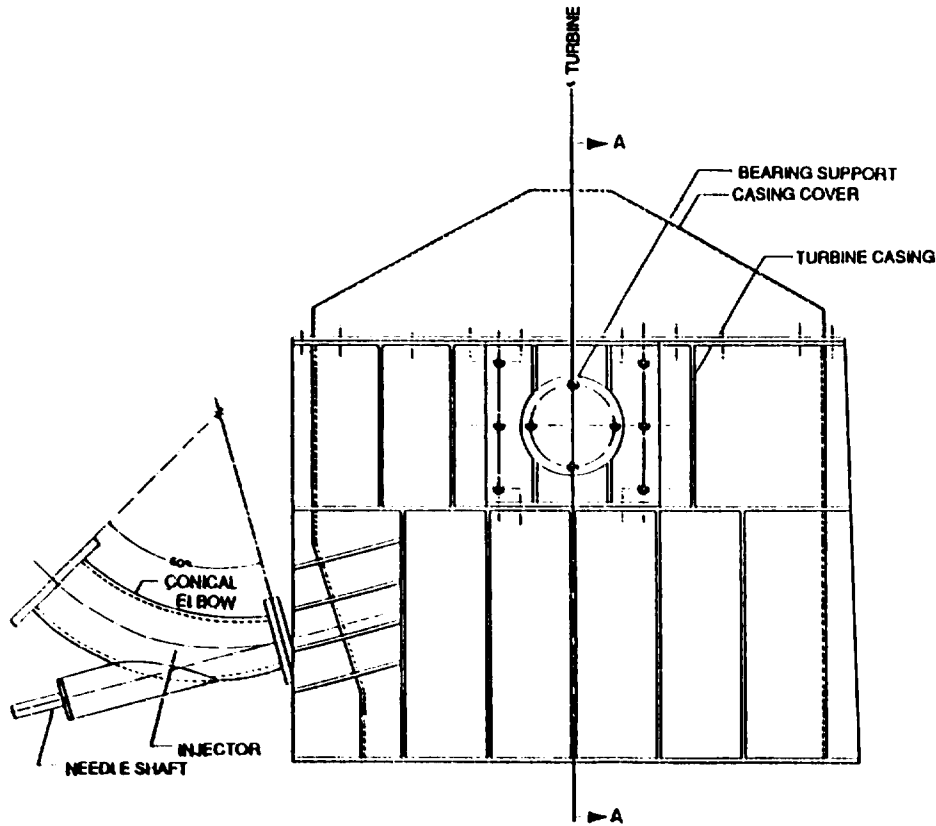 TURBINE
A
BEARING SUPPORT
CASING COVER
TURBINE CASING
CONICAL
ELBOW
INJECTOR
NEEDLE SHAFT
A